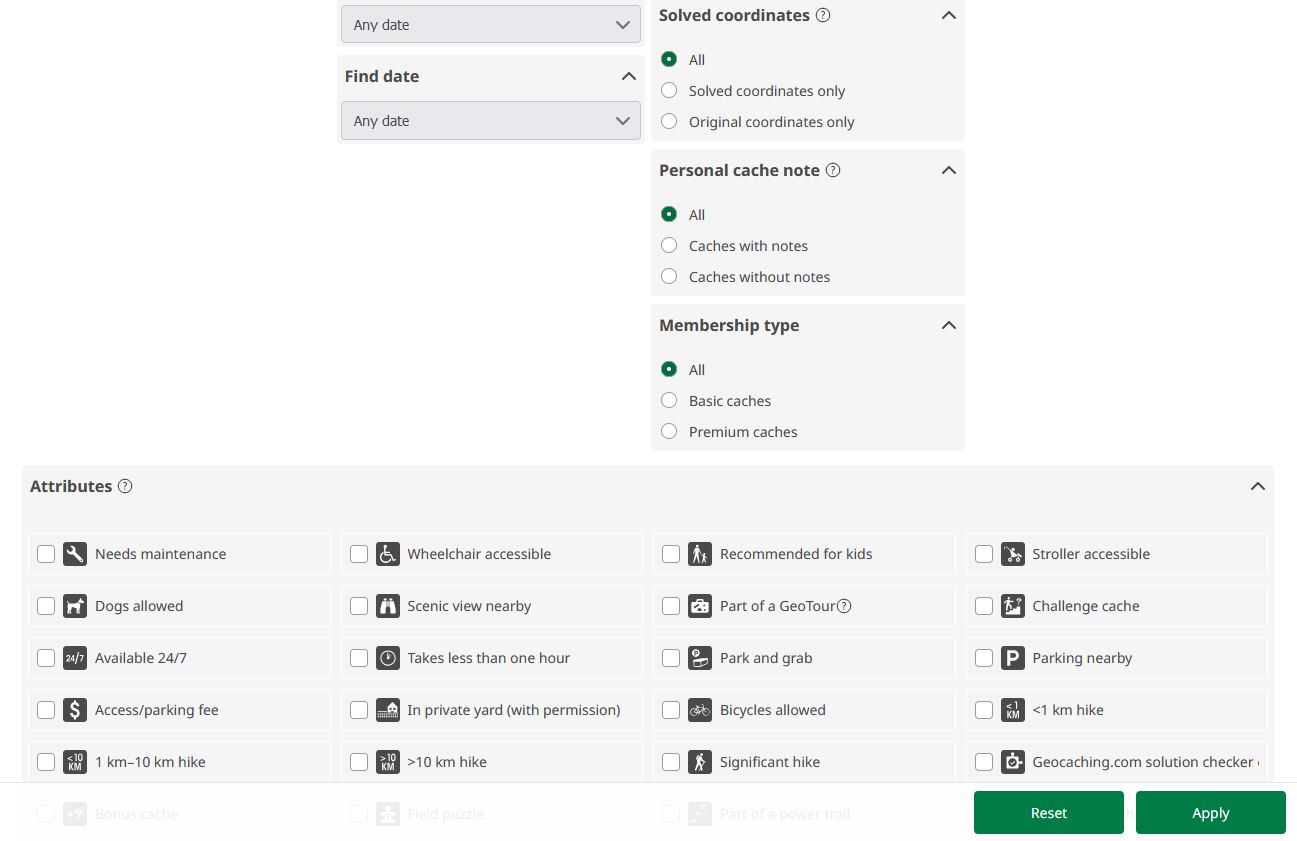 Any date
Find date
Any date
Solved coordinates ?
All
Solved coordinates only
Original coordinates only
Personal cache note ?
All
Caches with notes
Caches without notes
Membership type
All
Basic caches
Premium caches
Attributes ?
Needs maintenance
Wheelchair accessible
Recommended for kids
Stroller accessible
Dogs allowed
Scenic view nearby
Part of a GeoTour ?
? Challenge cache
24/7 Available 24/7
Takes less than one hour
P Park and grab
P Parking nearby
$ Access/parking fee
In private yard (with permission)
Bicycles allowed
<1 KM <1 km hike
<10 KM 1 km–10 km hike
>10 KM >10 km hike
Significant hike
Geocaching.com solution checker
+? Bonus cache
Field puzzle
Part of a power trail
Reset
Apply